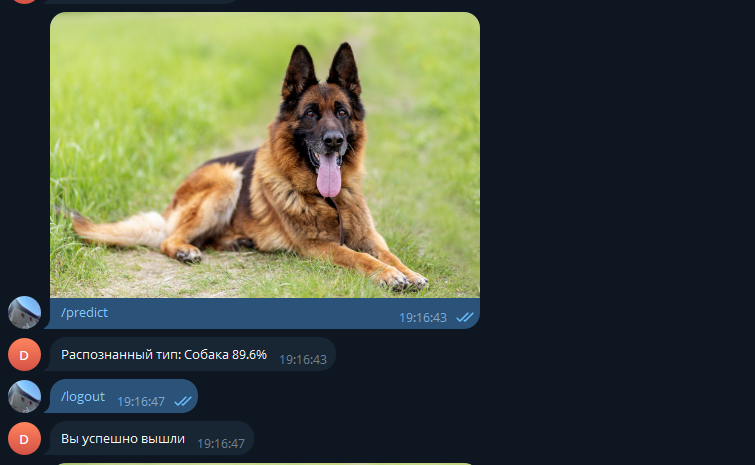 /predict
19:16:43
D
Распознанный тип: Собака 89.6%
19:16:43
/logout
19:16:47
D
Вы успешно вышли
19:16:47